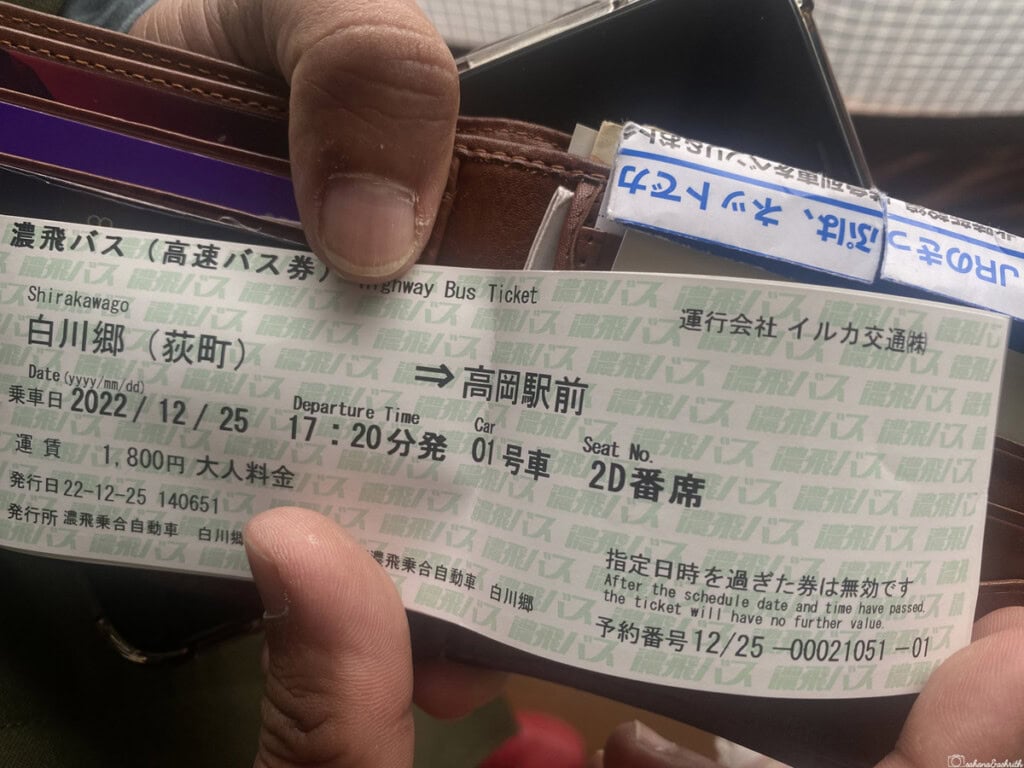 濃飛バス（高速バス券）
Highway Bus Ticket
運行会社 イルカ交通㈱
Shirakawago
白川郷（荻町）
⇒ 高岡駅前
Date(yyyy/mm/dd)
乗車日 2022/12/25
Departure Time
17：20分発
Car
01号車
Seat No.
2D番席
運賃 1,800円 大人料金
発行日22-12-25 140651
発行所 濃飛乗合自動車 白川郷
濃飛乗合自動車 白川郷
指定日時を過ぎた券は無効です
After the schedule date and time have passed.
the ticket will have no further value.
予約番号12/25 −00021051 −01
JRのきっぷは、ネットで
sahana&ashrith